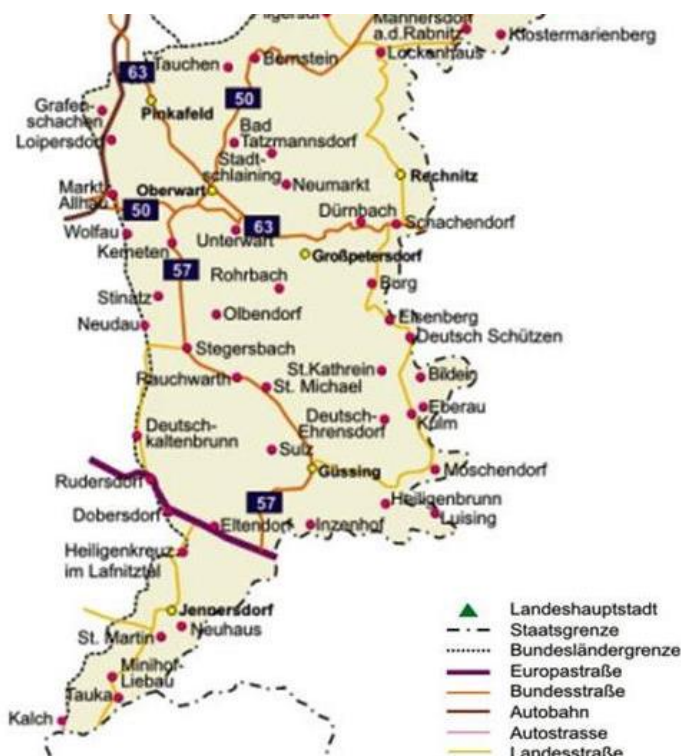 Mannersdorf
a.d.Rabnitz
Klostermarienberg
Lockenhaus
63
Tauchen
Bernstein
50
Grafen-
schachen
Pinkafeld
Loipersdorf
Bad
Tatzmannsdorf
Stadt-
schlaining
Markt
Allhau
Oberwart
Neumarkt
Rechnitz
50
Dürnbach
Schachendorf
Wolfau
Unterwart
63
Kemeten
Großpetersdorf
57
Rohrbach
Borg
Stinatz
Olbendorf
Eisenberg
Neudau
Deutsch Schützen
Stegersbach
St.Kathrein
Bildein
Rauchwarth
St. Michael
Deutsch-
Ehrensdorf
Eberau
Kulm
Deutsch-
kaltenbrunn
Sulz
Güssing
Moschendorf
Rudersdorf
57
Heiligenbrunn
Dobersdorf
Eltendorf
Inzenhof
Luising
Heiligenkreuz
im Lafnitztal
Jennersdorf
Neuhaus
St. Martin
Minihof-
Liebau
Tauka
Kalch
Landeshauptstadt
Staatsgrenze
Bundesländergrenze
Europastraße
Bundesstraße
Autobahn
Autostrasse
Landesstraße